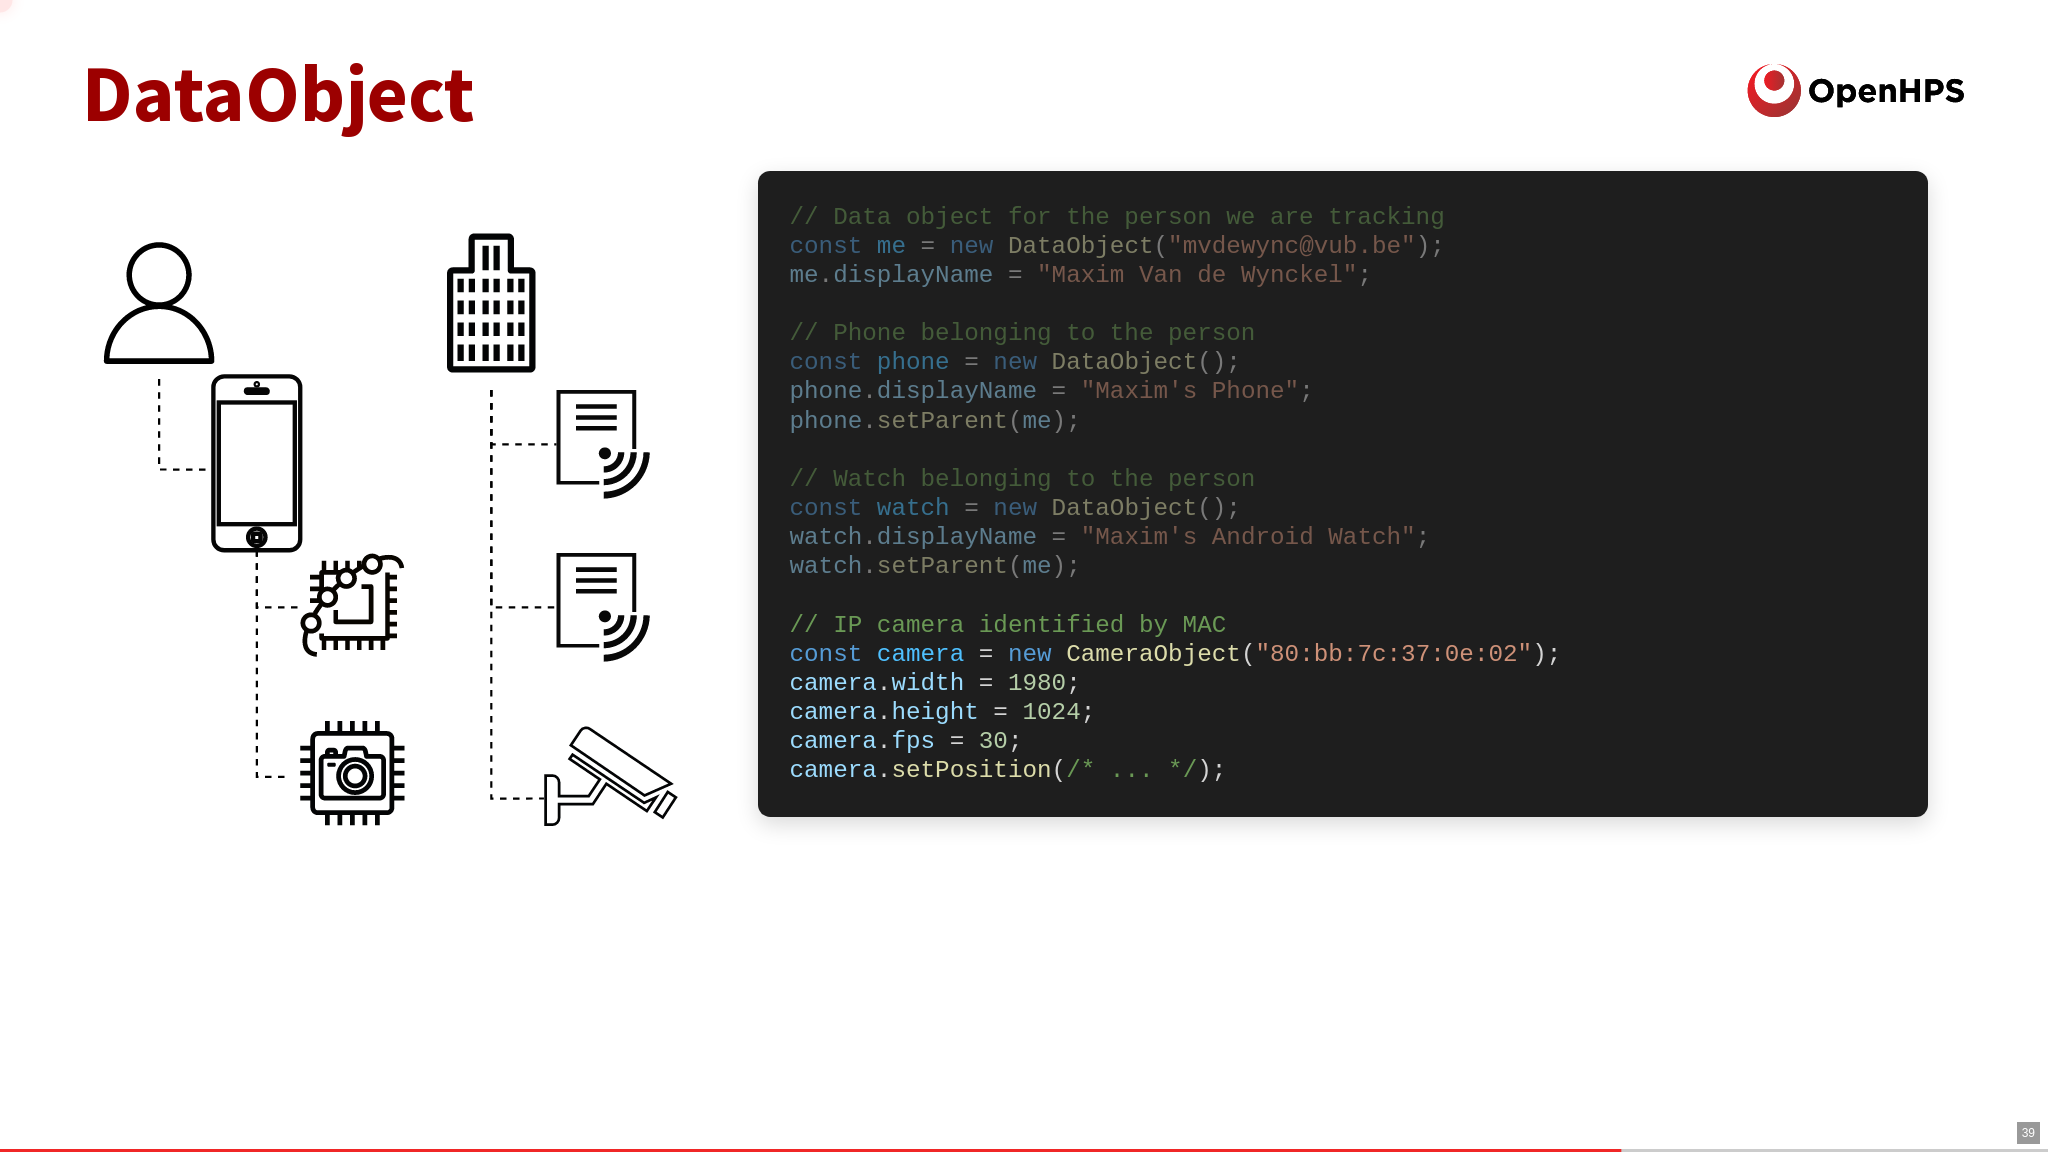 DataObject
OpenHPS
// Data object for the person we are tracking
const me = new DataObject("mvdewync@vub.be");
me.displayName = "Maxim Van de Wynckel";
// Phone belonging to the person
const phone = new DataObject();
phone.displayName = "Maxim's Phone";
phone.setParent(me);
// Watch belonging to the person
const watch = new DataObject();
watch.displayName = "Maxim's Android Watch";
watch.setParent(me);
// IP camera identified by MAC
const camera = new CameraObject("80:bb:7c:37:0e:02");
camera.width = 1980;
camera.height = 1024;
camera.fps = 30;
camera.setPosition(/* ... */);
39